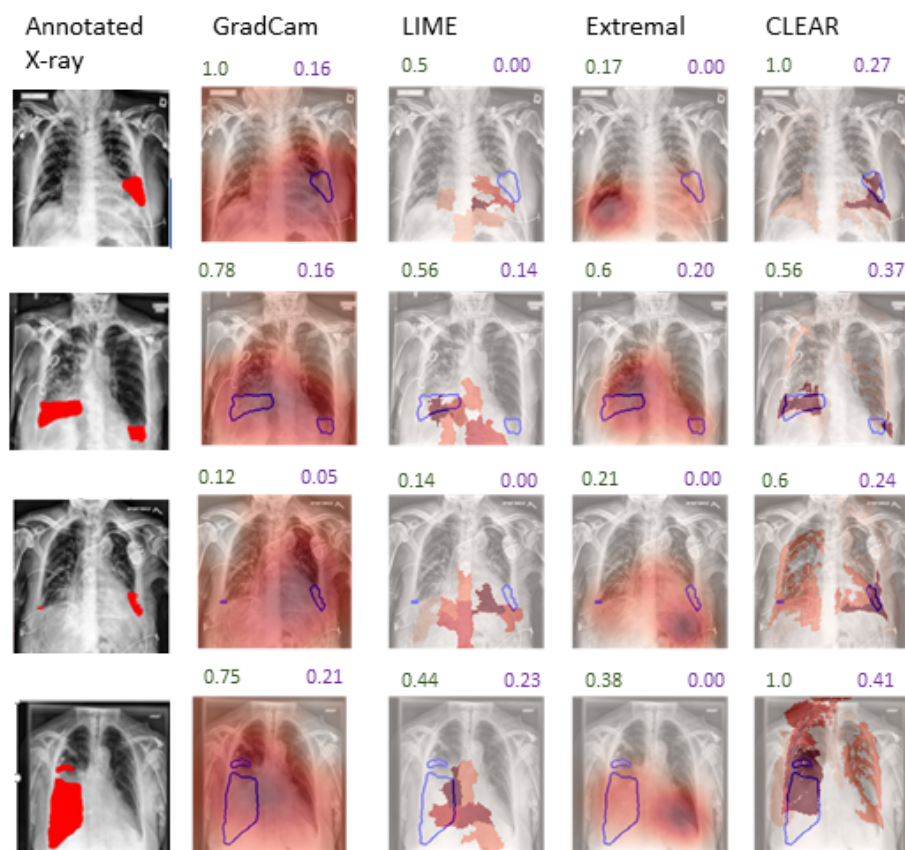 Annotated X-ray
GradCam
LIME
Extremal
CLEAR
1.0 0.16 0.5 0.00 0.17 0.00 1.0 0.27
0.78 0.16 0.56 0.14 0.6 0.20 0.56 0.37
0.12 0.05 0.14 0.00 0.21 0.00 0.6 0.24
0.75 0.21 0.44 0.23 0.38 0.00 1.0 0.41